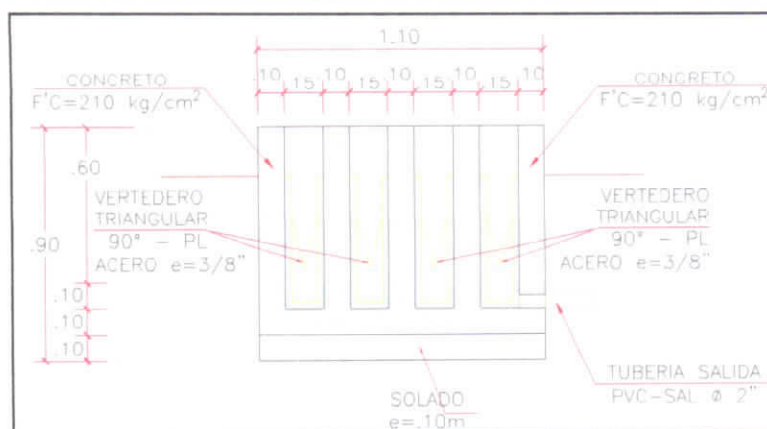 1.10
.10 .15 .10 .15 .10 .15 .10 .15 .10
CONCRETO
F'C=210 kg/cm²
CONCRETO
F'C=210 kg/cm²
.60
.90
.10
.10
.10
VERTEDERO
TRIANGULAR
90° - PL
ACERO e=3/8"
VERTEDERO
TRIANGULAR
90° - PL
ACERO e=3/8"
SOLADO
e=.10m
TUBERIA SALIDA
PVC-SAL Ø 2"